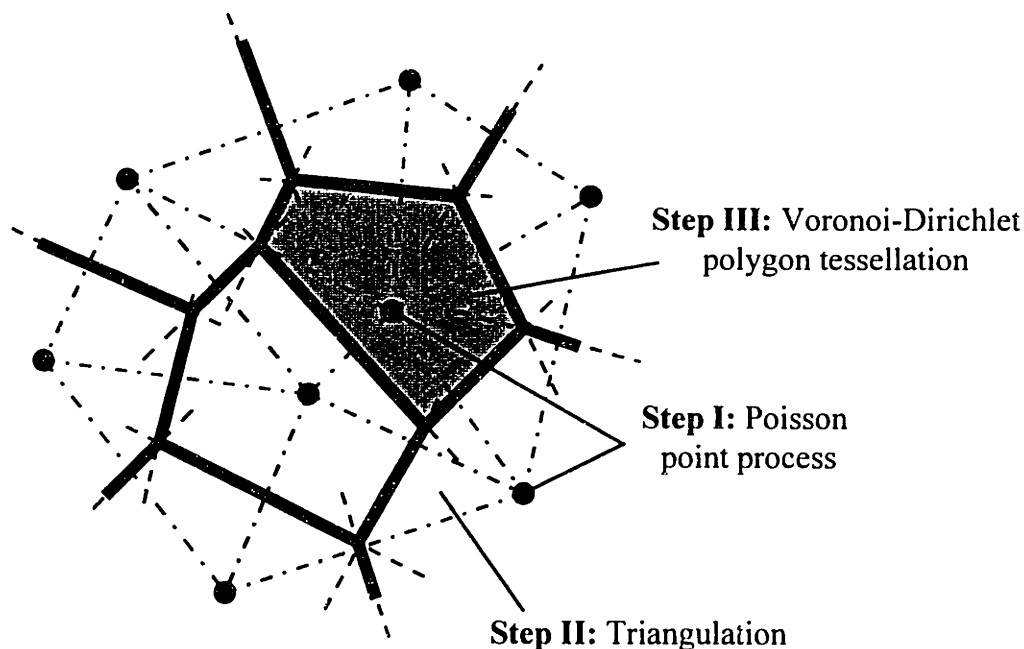 Step III: Voronoi-Dirichlet
polygon tessellation
Step I: Poisson
point process
Step II: Triangulation